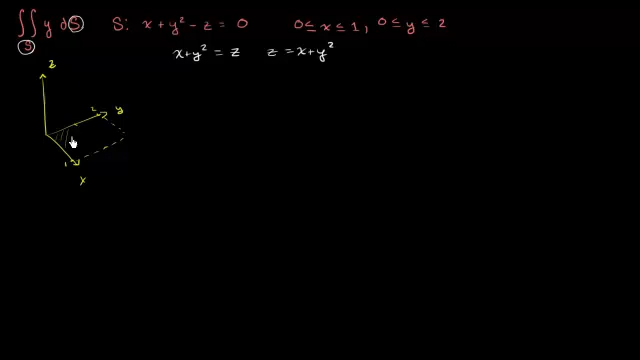 ∬ y dS   S: x + y² - z = 0   0 ≤ x ≤ 1, 0 ≤ y ≤ 2
S
x + y² = z   z = x + y²
z
2 y
1
x